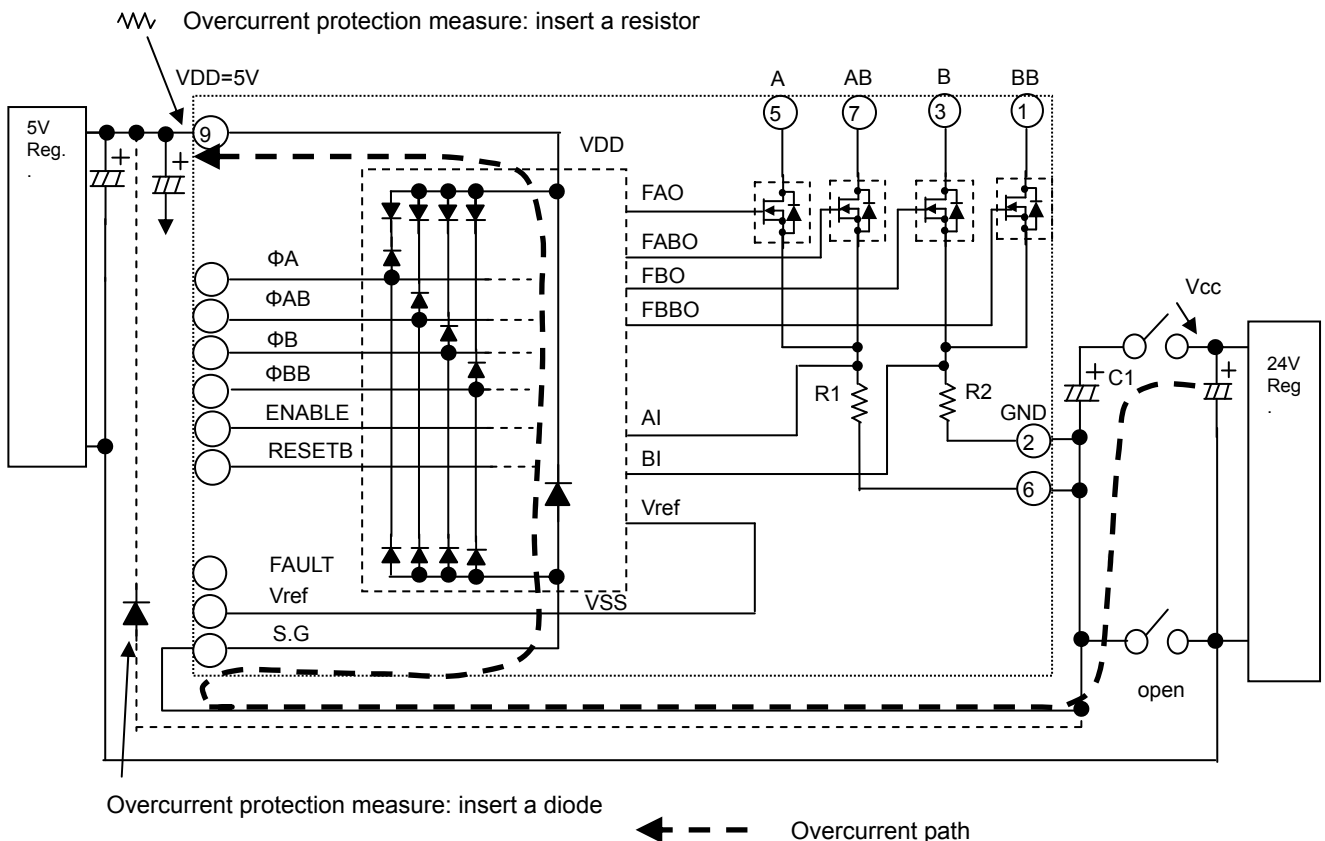 Overcurrent protection measure: insert a resistor
VDD=5V
A
AB
B
BB
5
7
3
1
5V
Reg.
.
+
+
9
VDD
FAO
FABO
FBO
FBBO
ΦA
ΦAB
ΦB
ΦBB
ENABLE
RESETB
Vcc
+
C1
+
24V
Reg
.
R1
R2
GND
2
6
AI
BI
Vref
FAULT
Vref
S.G
VSS
open
Overcurrent protection measure: insert a diode
Overcurrent path